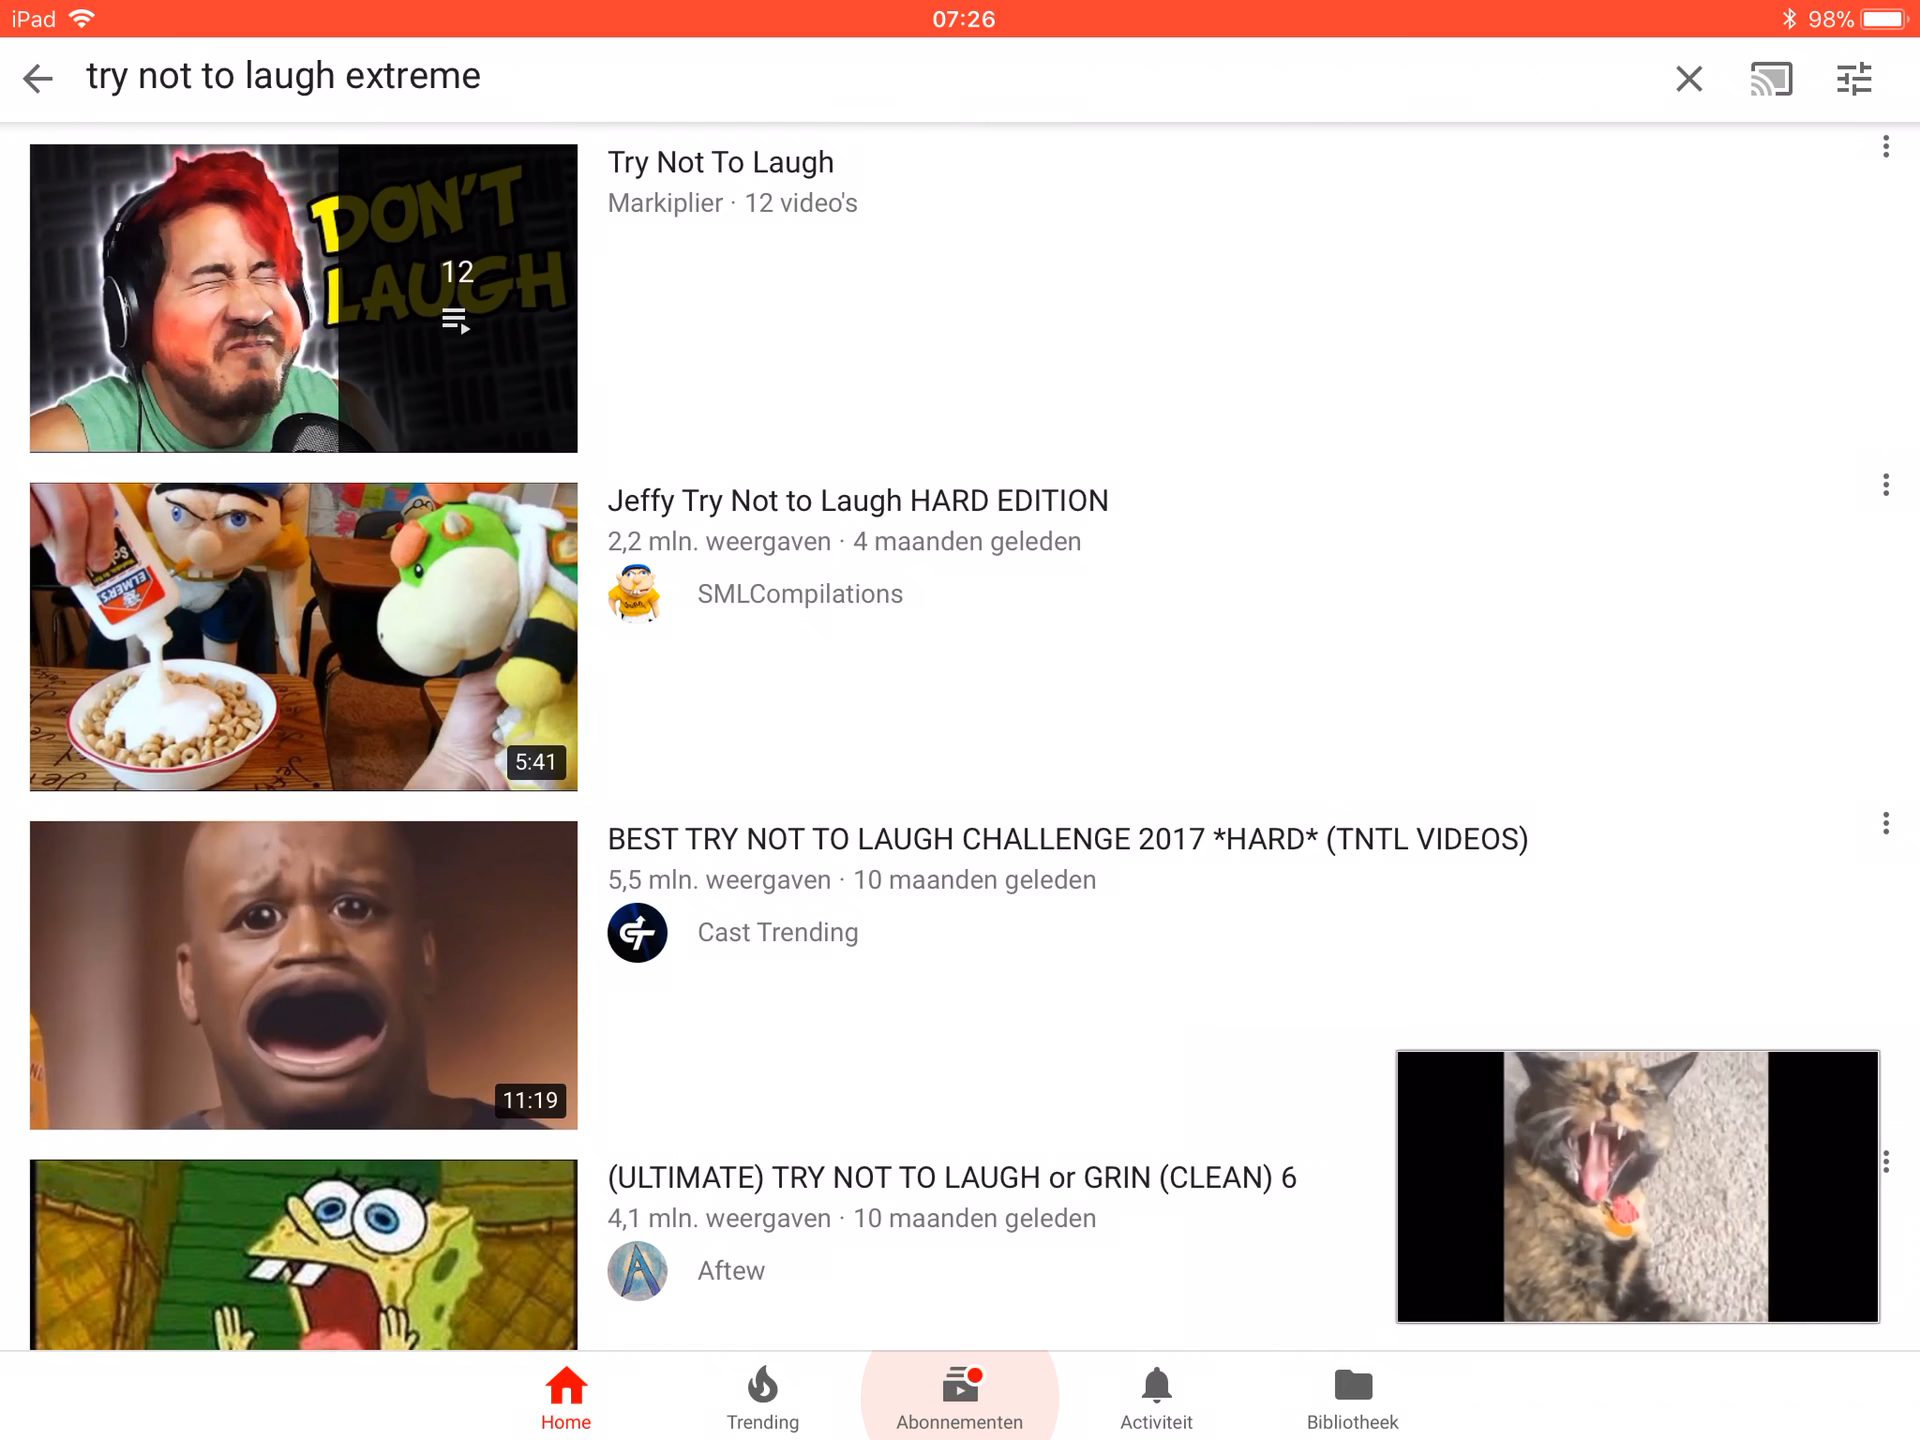 iPad 07:26 98%
try not to laugh extreme
DON'T
LAUGH
12
Try Not To Laugh
Markiplier · 12 video's
ELMER'S
5:41
Jeffy Try Not to Laugh HARD EDITION
2,2 mln. weergaven · 4 maanden geleden
SMLCompilations
11:19
BEST TRY NOT TO LAUGH CHALLENGE 2017 *HARD* (TNTL VIDEOS)
5,5 mln. weergaven · 10 maanden geleden
Cast Trending
(ULTIMATE) TRY NOT TO LAUGH or GRIN (CLEAN) 6
4,1 mln. weergaven · 10 maanden geleden
A
Aftew
Home
Trending
Abonnementen
Activiteit
Bibliotheek